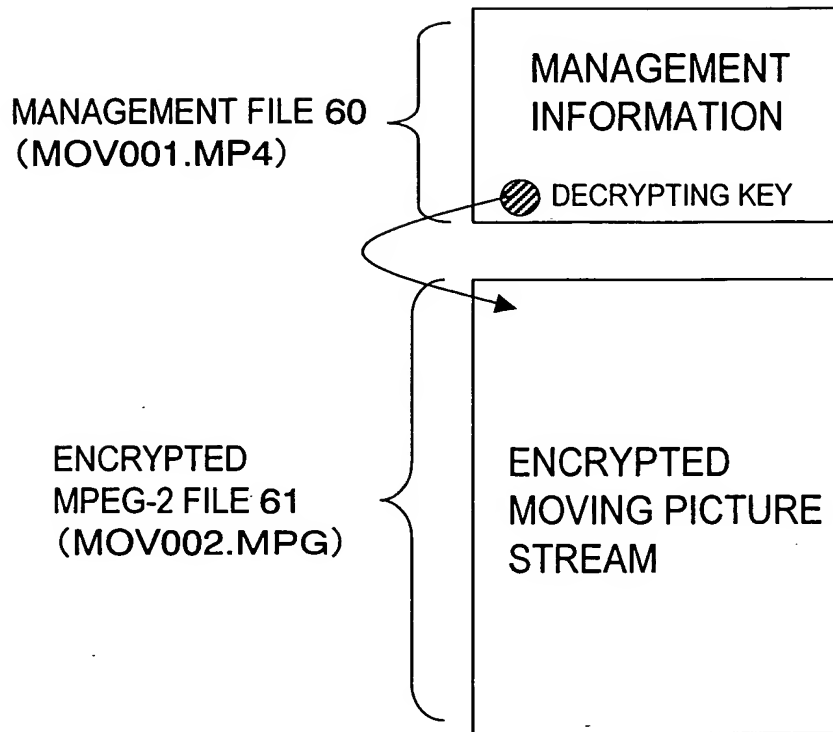 MANAGEMENT FILE 60
(MOV001.MP4)
MANAGEMENT
INFORMATION
DECRYPTING KEY
ENCRYPTED
MPEG-2 FILE 61
(MOV002.MPG)
ENCRYPTED
MOVING PICTURE
STREAM